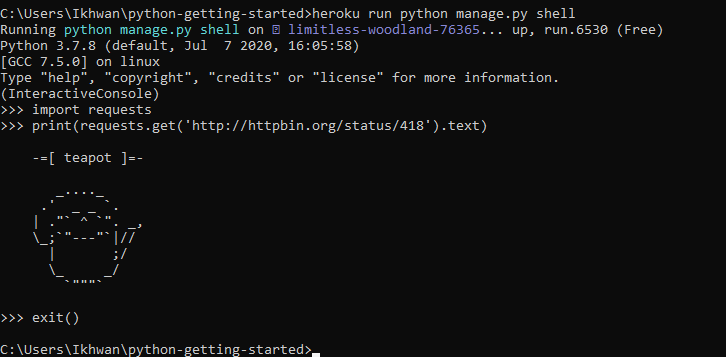 C:\Users\Ikhwan\python-getting-started>heroku run python manage.py shell
Running python manage.py shell on ⍰ limitless-woodland-76365... up, run.6530 (Free)
Python 3.7.8 (default, Jul  7 2020, 16:05:58)
[GCC 7.5.0] on linux
Type "help", "copyright", "credits" or "license" for more information.
(InteractiveConsole)
>>> import requests
>>> print(requests.get('http://httpbin.org/status/418').text)
    -=[ teapot ]=-
       _...._
     .'  _ _ `.
    | ."` ^ `". _,
    \_;`"---"`|//
      |       ;/
      \_     _/
        `"""`
>>> exit()
C:\Users\Ikhwan\python-getting-started>